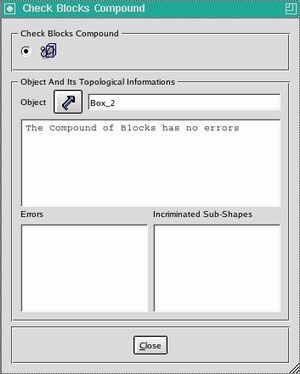 Check Blocks Compound
Check Blocks Compound
Object And Its Topological Informations
Object Box_2
The Compound of Blocks has no errors
Errors Incriminated Sub-Shapes
Close